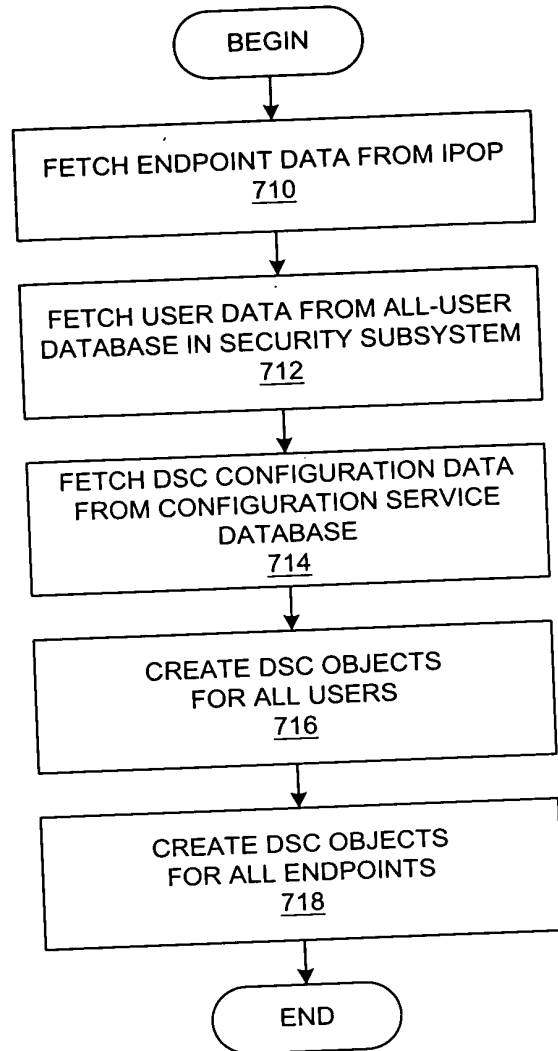 BEGIN
FETCH ENDPOINT DATA FROM IPOP
710
FETCH USER DATA FROM ALL-USER
DATABASE IN SECURITY SUBSYSTEM
712
FETCH DSC CONFIGURATION DATA
FROM CONFIGURATION SERVICE
DATABASE
714
CREATE DSC OBJECTS
FOR ALL USERS
716
CREATE DSC OBJECTS
FOR ALL ENDPOINTS
718
END